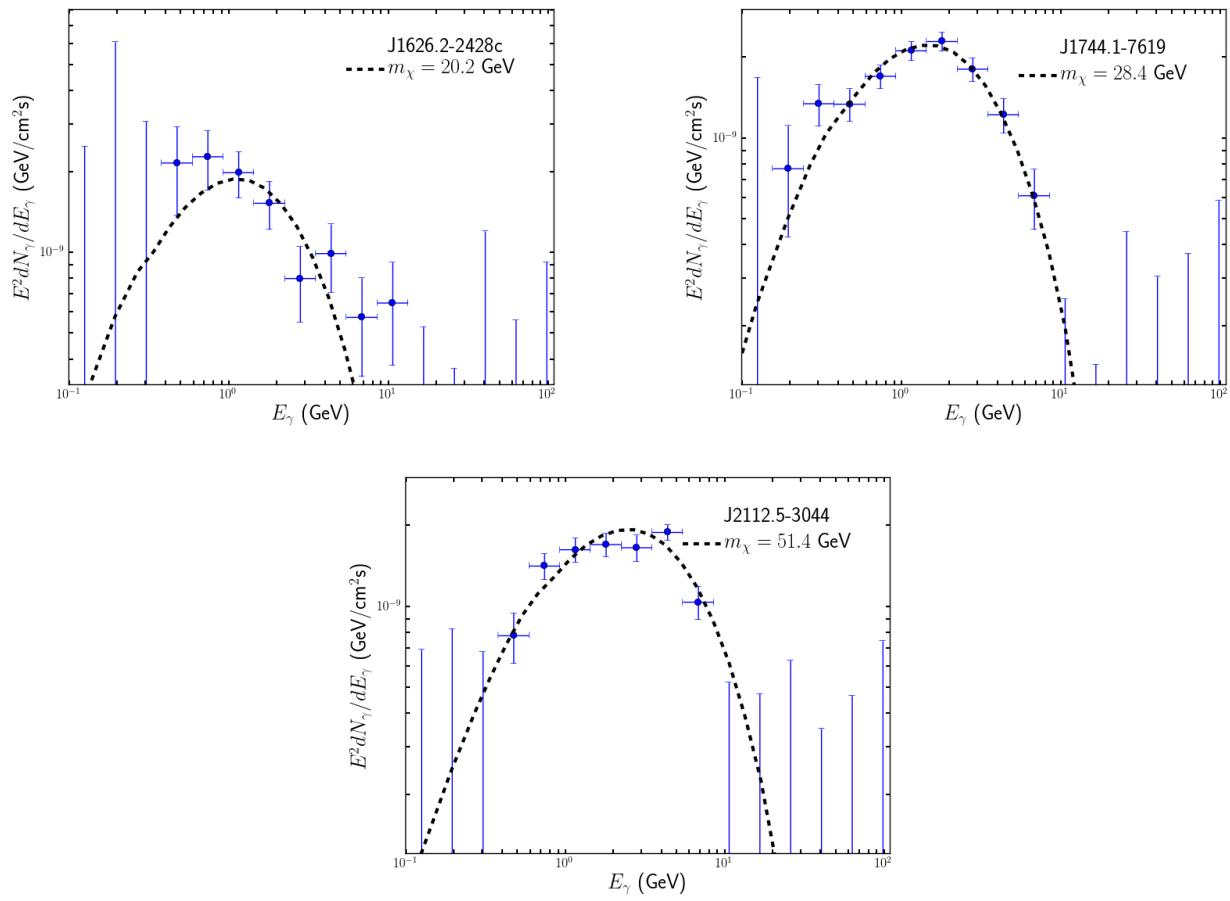 J1626.2-2428c
m_χ = 20.2 GeV
E²dN_γ/dE_γ (GeV/cm²s)
10⁻⁹
10⁻¹ 10⁰ 10¹ 10²
E_γ (GeV)
J1744.1-7619
m_χ = 28.4 GeV
E²dN_γ/dE_γ (GeV/cm²s)
10⁻⁹
10⁻¹ 10⁰ 10¹ 10²
E_γ (GeV)
J2112.5-3044
m_χ = 51.4 GeV
E²dN_γ/dE_γ (GeV/cm²s)
10⁻⁹
10⁻¹ 10⁰ 10¹ 10²
E_γ (GeV)